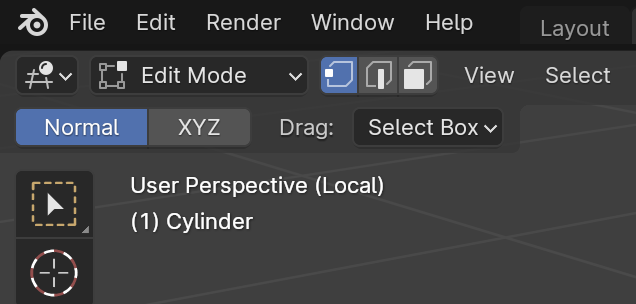 File Edit Render Window Help Layout
Edit Mode View Select
Normal XYZ Drag: Select Box
User Perspective (Local)
(1) Cylinder